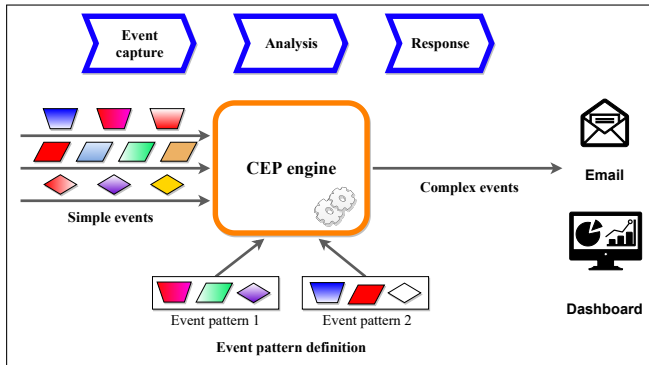 Event
capture
Analysis
Response
CEP engine
Simple events
Complex events
Email
Dashboard
Event pattern 1
Event pattern 2
Event pattern definition